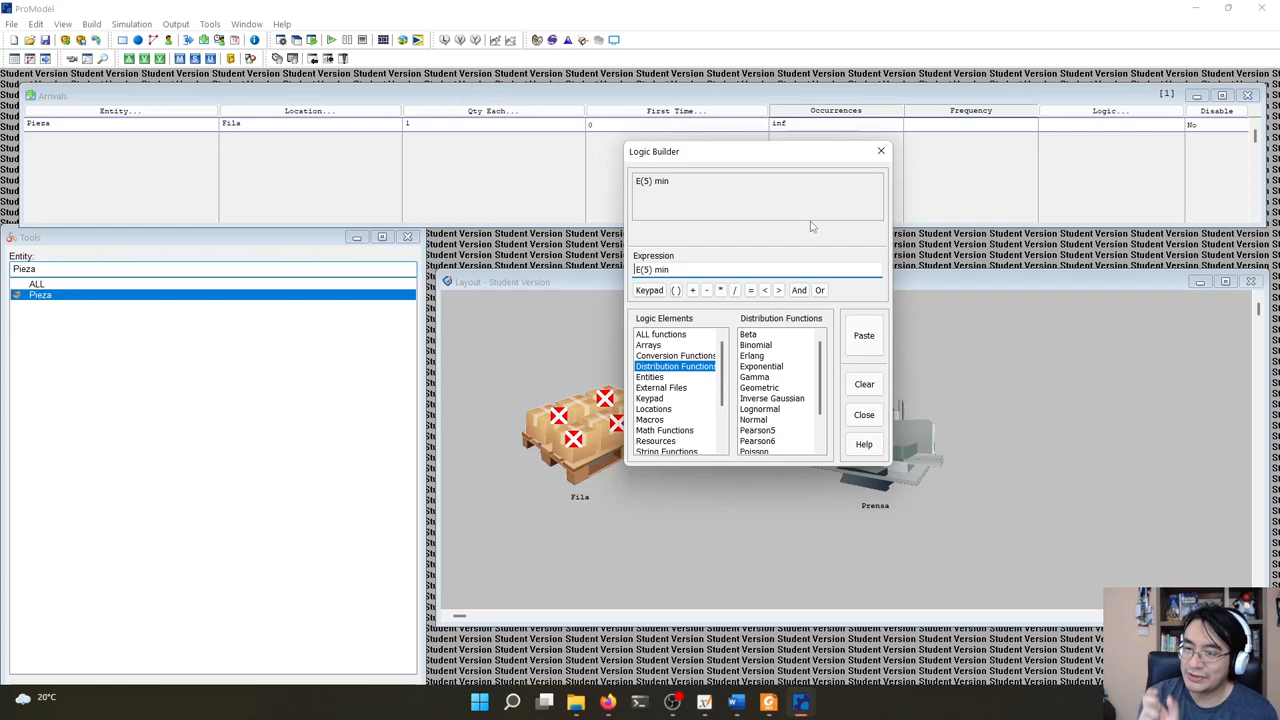 ProModel
File Edit View Build Simulation Output Tools Window Help
Student Version Student Version Student Version Student Version Student Version Student Version Student Version Student Version Student Version Student Version Student Version Student Version
Arrivals
[1]
Entity... Location... Qty Each... First Time... Occurrences Frequency Logic... Disable
Pieza Fila 1 0 inf No
Logic Builder
E(5) min
Expression
E(5) min
Keypad ( ) + - * / = < > And Or
Logic Elements
ALL functions
Arrays
Conversion Functions
Distribution Functions
Entities
External Files
Keypad
Locations
Macros
Math Functions
Resources
String Functions
Distribution Functions
Beta
Binomial
Erlang
Exponential
Gamma
Geometric
Inverse Gaussian
Lognormal
Normal
Pearson5
Pearson6
Poisson
Paste
Clear
Close
Help
Tools
Entity:
Pieza
ALL
Pieza
Layout - Student Version
Fila
Prensa
20°C